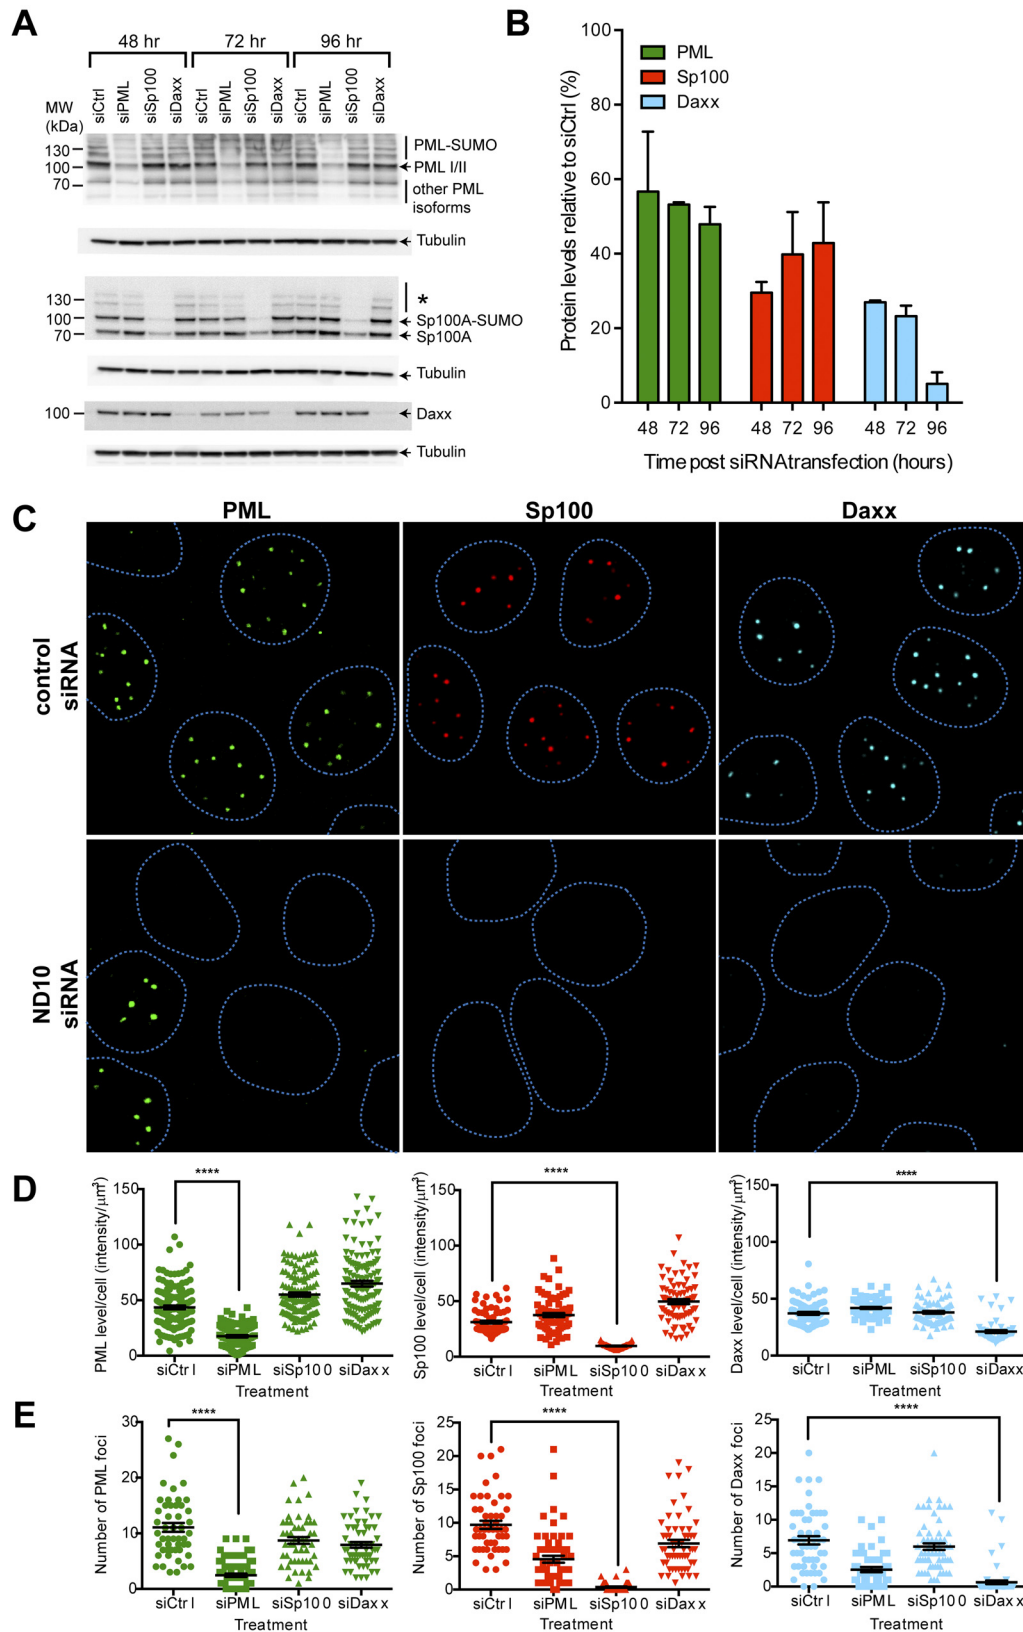 A
48 hr 72 hr 96 hr
siCtrl siPML siSp100 siDaxx siCtrl siPML siSp100 siDaxx siCtrl siPML siSp100 siDaxx
MW
(kDa)
130
100
70
PML-SUMO
PML I/II
other PML
isoforms
Tubulin
130
100
70
*
Sp100A-SUMO
Sp100A
Tubulin
100
Daxx
Tubulin
B
Protein levels relative to siCtrl (%)
100
80
60
40
20
0
PML
Sp100
Daxx
48 72 96 48 72 96 48 72 96
Time post siRNA transfection (hours)
C
PML Sp100 Daxx
control
siRNA
ND10
siRNA
D
PML level/cell (intensity/µm³)
150
100
50
0
****
siCtrl siPML siSp100 siDaxx
Treatment
Sp100 level/cell (intensity/µm³)
150
100
50
0
****
siCtrl siPML siSp100 siDaxx
Treatment
Daxx level/cell (intensity/µm³)
150
100
50
0
****
siCtrl siPML siSp100 siDaxx
Treatment
E
Number of PML foci
30
20
10
0
****
siCtrl siPML siSp100 siDaxx
Treatment
Number of Sp100 foci
25
20
15
10
5
0
****
siCtrl siPML siSp100 siDaxx
Treatment
Number of Daxx foci
25
20
15
10
5
0
****
siCtrl siPML siSp100 siDaxx
Treatment